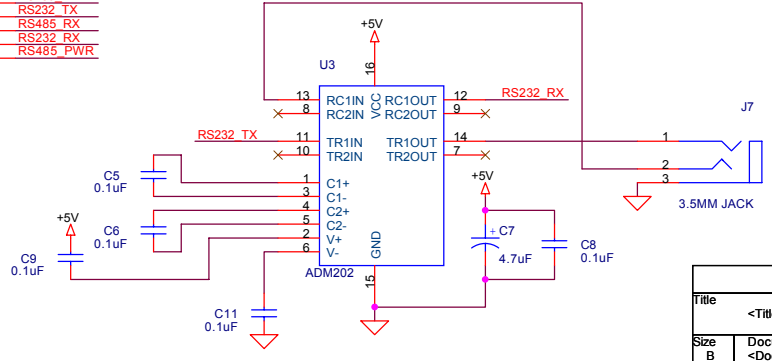 RS232_TX
RS485_RX
RS232_RX
RS485_PWR
+5V
U3
16
13 RC1IN VCC RC1OUT 12 RS232_RX
8 RC2IN RC2OUT 9
J7
RS232_TX 11 TR1IN TR1OUT 14 1
10 TR2IN TR2OUT 7
2
C5
0.1uF
1 C1+
3 C1-
+5V
3
3.5MM JACK
4 C2+
5 C2-
C6
0.1uF
+5V
2 V+
6 V-
GND
+ C7
4.7uF
C8
0.1uF
C9
0.1uF
ADM202
15
C11
0.1uF
Title
<Titl
Size
B
Doc
<Do